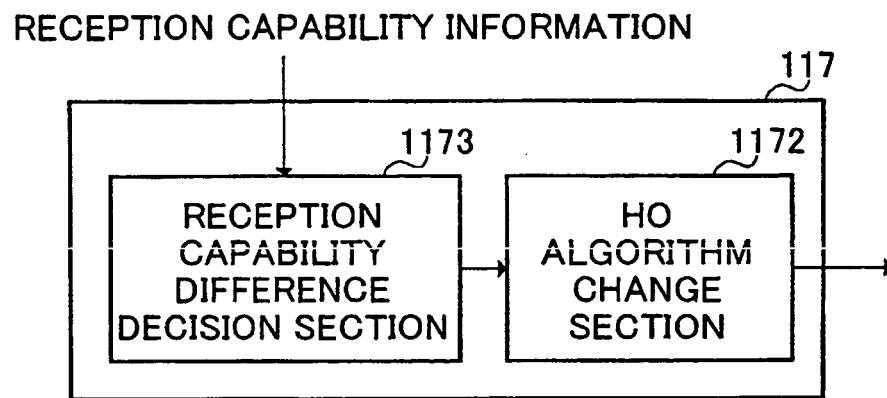 RECEPTION CAPABILITY INFORMATION
117
1173
1172
RECEPTION
CAPABILITY
DIFFERENCE
DECISION SECTION
HO
ALGORITHM
CHANGE
SECTION